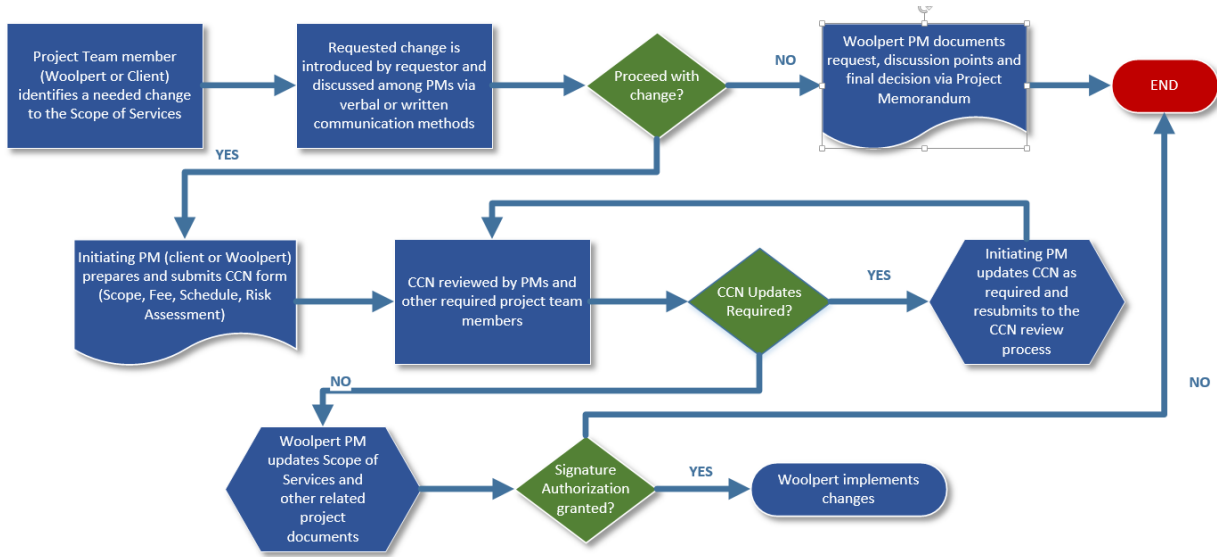 Project Team member
(Woolpert or Client)
identifies a needed change
to the Scope of Services
Requested change is
introduced by requestor and
discussed among PMs via
verbal or written
communication methods
Proceed with
change?
NO
Woolpert PM documents
request, discussion points and
final decision via Project
Memorandum
END
YES
Initiating PM (client or Woolpert)
prepares and submits CCN form
(Scope, Fee, Schedule, Risk
Assessment)
CCN reviewed by PMs and
other required project team
members
CCN Updates
Required?
YES
Initiating PM
updates CCN as
required and
resubmits to the
CCN review
process
NO
NO
Woolpert PM
updates Scope of
Services and
other related
project
documents
Signature
Authorization
granted?
YES
Woolpert implements
changes